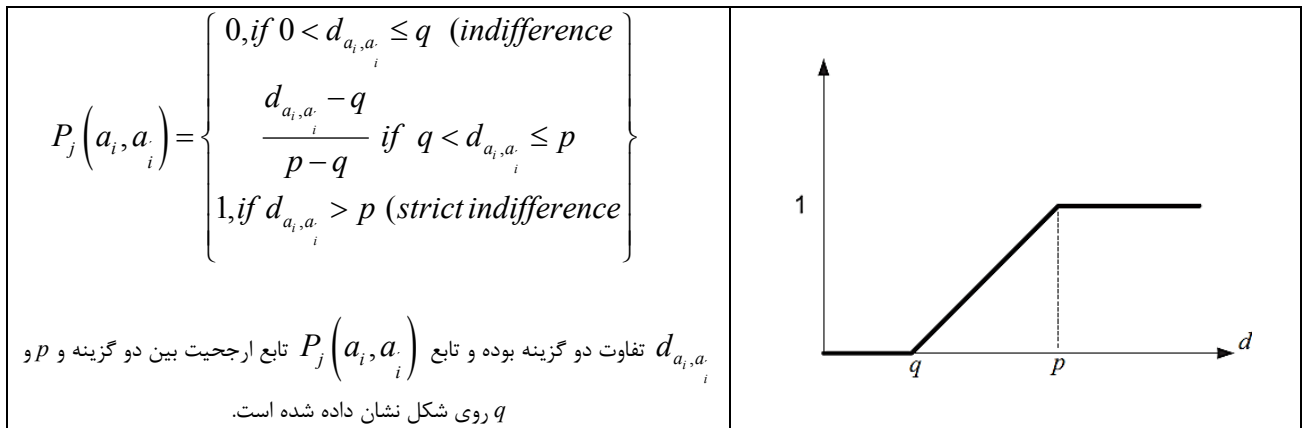 P_j(a_i, a_i˙) = { 0, if 0 < d_{a_i, a_i˙} ≤ q (indifference
(d_{a_i, a_i˙} − q) / (p − q) if q < d_{a_i, a_i˙} ≤ p
1, if d_{a_i, a_i˙} > p (strict indifference }
d_{a_i, a_i˙} تفاوت دو گزینه بوده و تابع P_j(a_i, a_i˙) تابع ارجحیت بین دو گزینه و p و
q روی شکل نشان داده شده است.
1
d
q
p